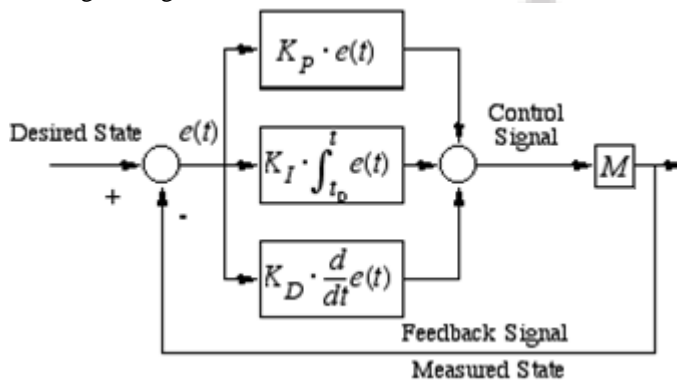 K_P · e(t)
Desired State
e(t)
+
-
K_I · ∫_{t_0}^{t} e(t)
Control
Signal
M
K_D · d/dt e(t)
Feedback Signal
Measured State